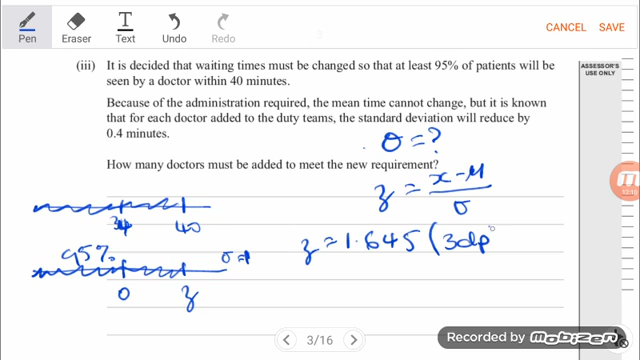 CANCEL SAVE
Pen Eraser Text Undo Redo
(iii) It is decided that waiting times must be changed so that at least 95% of patients will be seen by a doctor within 40 minutes.
ASSESSOR'S USE ONLY
Because of the administration required, the mean time cannot change, but it is known that for each doctor added to the duty teams, the standard deviation will reduce by 0.4 minutes.
σ = ?
How many doctors must be added to meet the new requirement?
z = x - μ / σ
34 40
95%
z = 1.645 (3dp
σ=1
0 z
12:10
3/16
Recorded by Mobizen